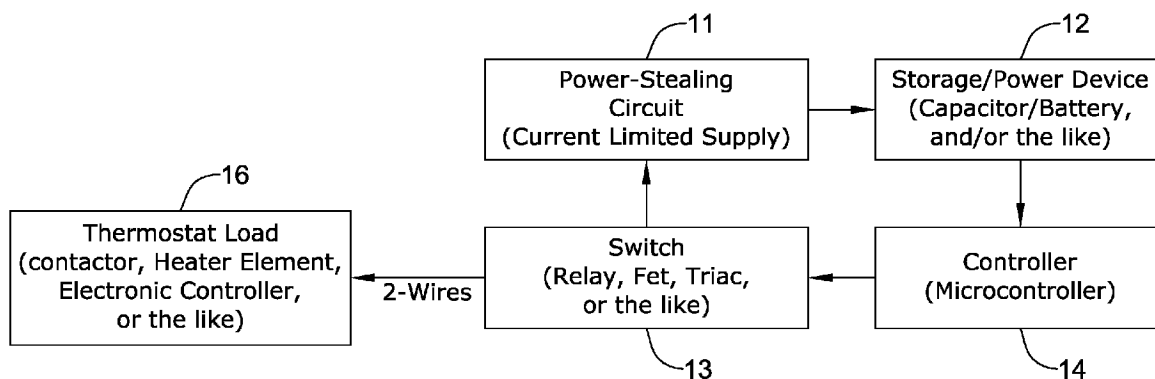 11
Power-Stealing
Circuit
(Current Limited Supply)
12
Storage/Power Device
(Capacitor/Battery,
and/or the like)
16
Thermostat Load
(contactor, Heater Element,
Electronic Controller,
or the like)
2-Wires
Switch
(Relay, Fet, Triac,
or the like)
13
Controller
(Microcontroller)
14